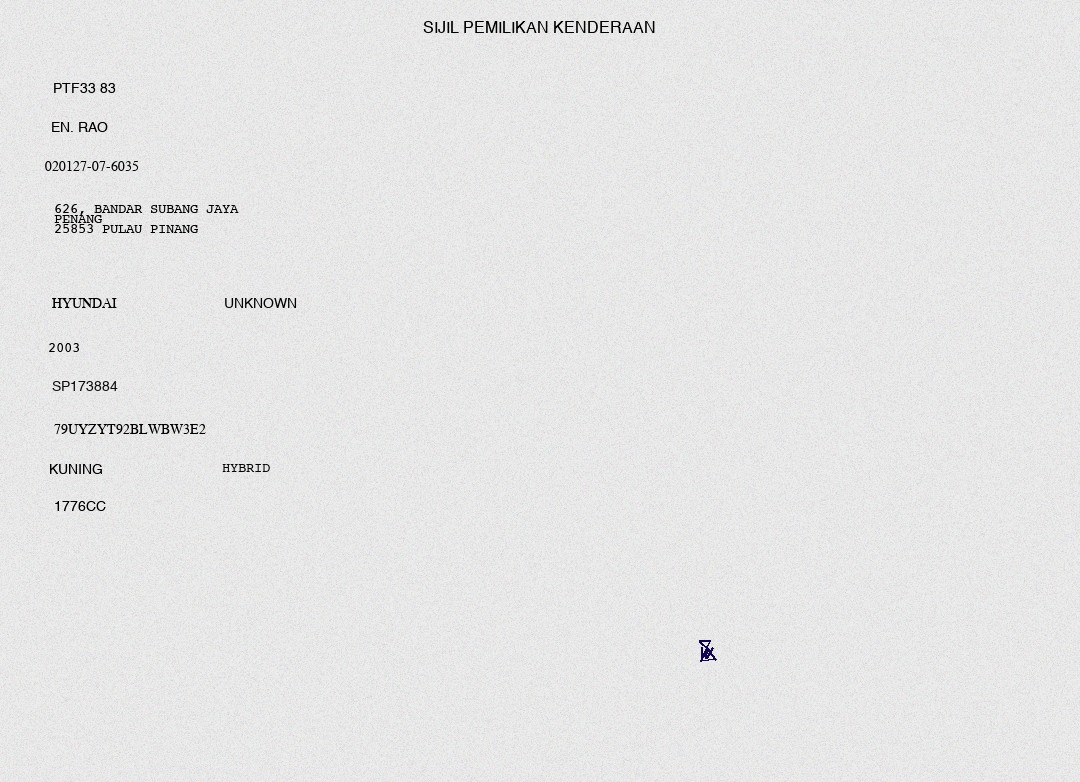 SIJIL PEMILIKAN KENDERAAN
PTF33 83
EN. RAO
020127-07-6035
626, BANDAR SUBANG JAYA
PENANG
25853 PULAU PINANG
HYUNDAI UNKNOWN
2003
SP173884
79UYZYT92BLWBW3E2
KUNING HYBRID
1776CC